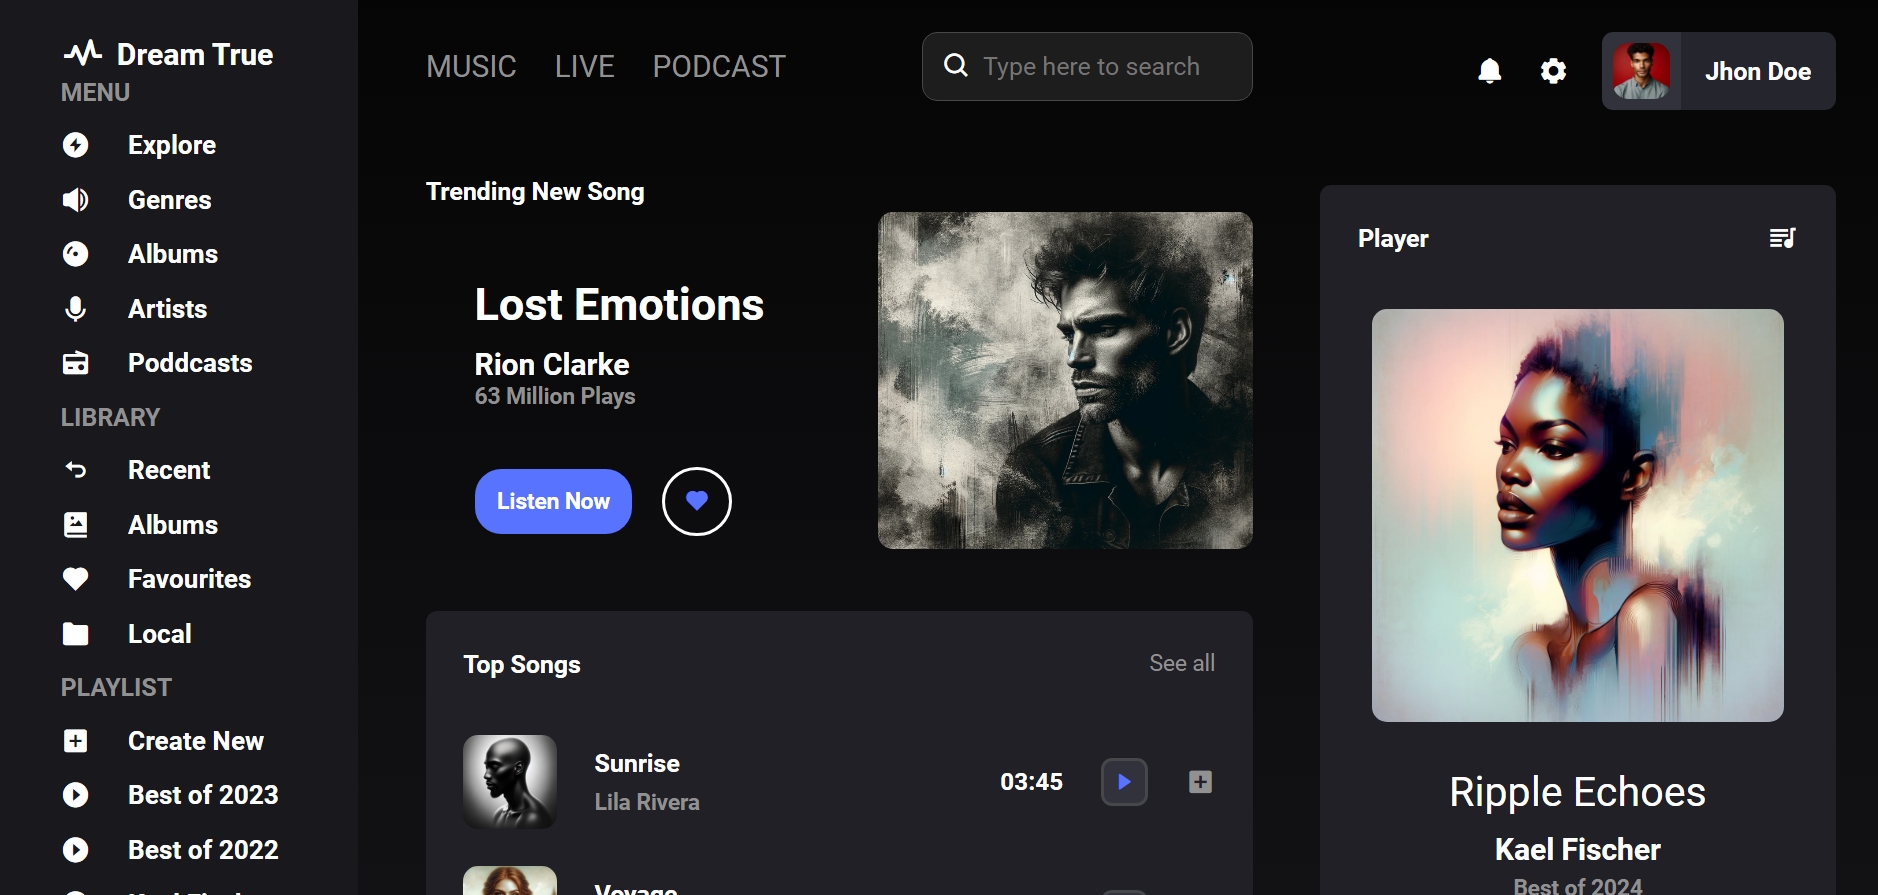 Dream True
MENU
Explore
Genres
Albums
Artists
Poddcasts
LIBRARY
Recent
Albums
Favourites
Local
PLAYLIST
Create New
Best of 2023
Best of 2022
MUSIC LIVE PODCAST
Type here to search
Jhon Doe
Trending New Song
Lost Emotions
Rion Clarke
63 Million Plays
Listen Now
Top Songs See all
Sunrise
Lila Rivera
03:45
Voyage
Player
Ripple Echoes
Kael Fischer
Best of 2024